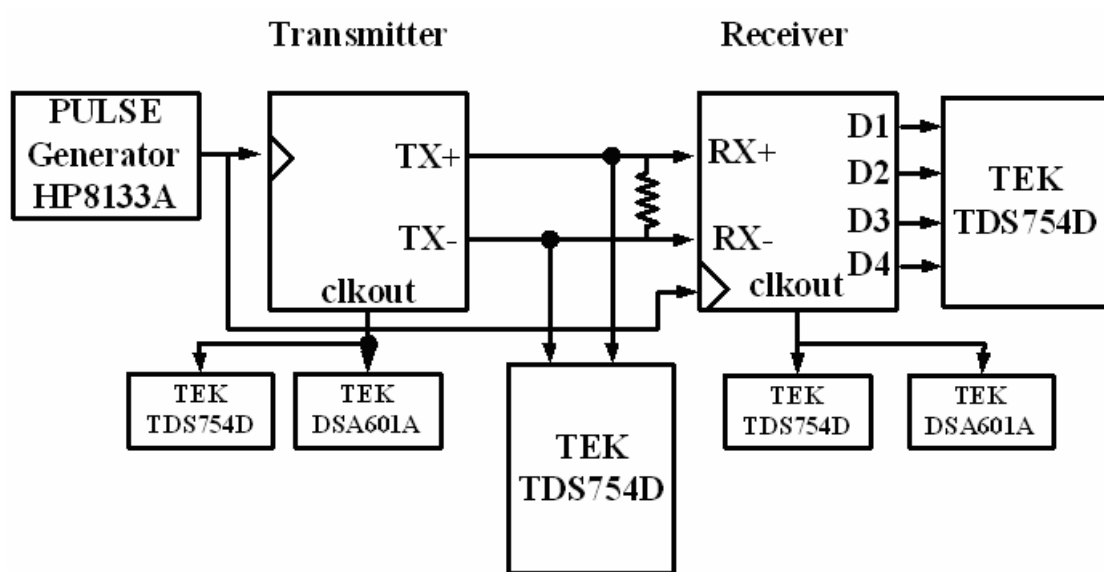 Transmitter
Receiver
PULSE
Generator
HP8133A
TX+
TX-
clkout
RX+
RX-
clkout
D1
D2
D3
D4
TEK
TDS754D
TEK
TDS754D
TEK
DSA601A
TEK
TDS754D
TEK
TDS754D
TEK
DSA601A